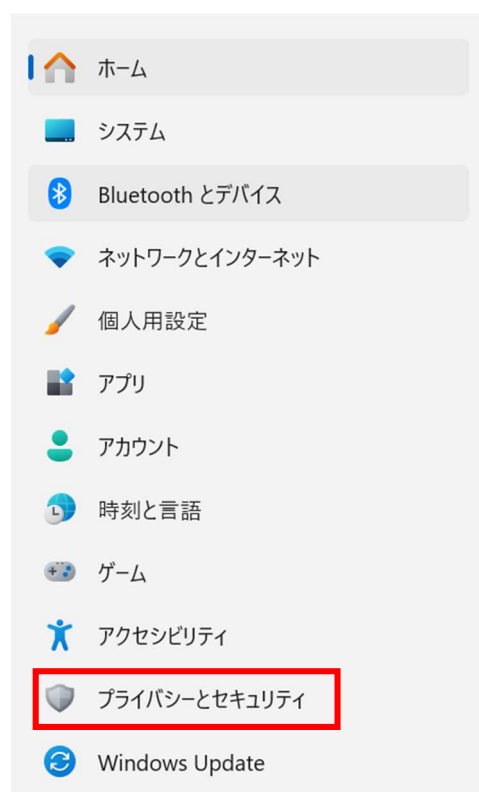 ホーム
システム
Bluetooth とデバイス
ネットワークとインターネット
個人用設定
アプリ
アカウント
時刻と言語
ゲーム
アクセシビリティ
プライバシーとセキュリティ
Windows Update